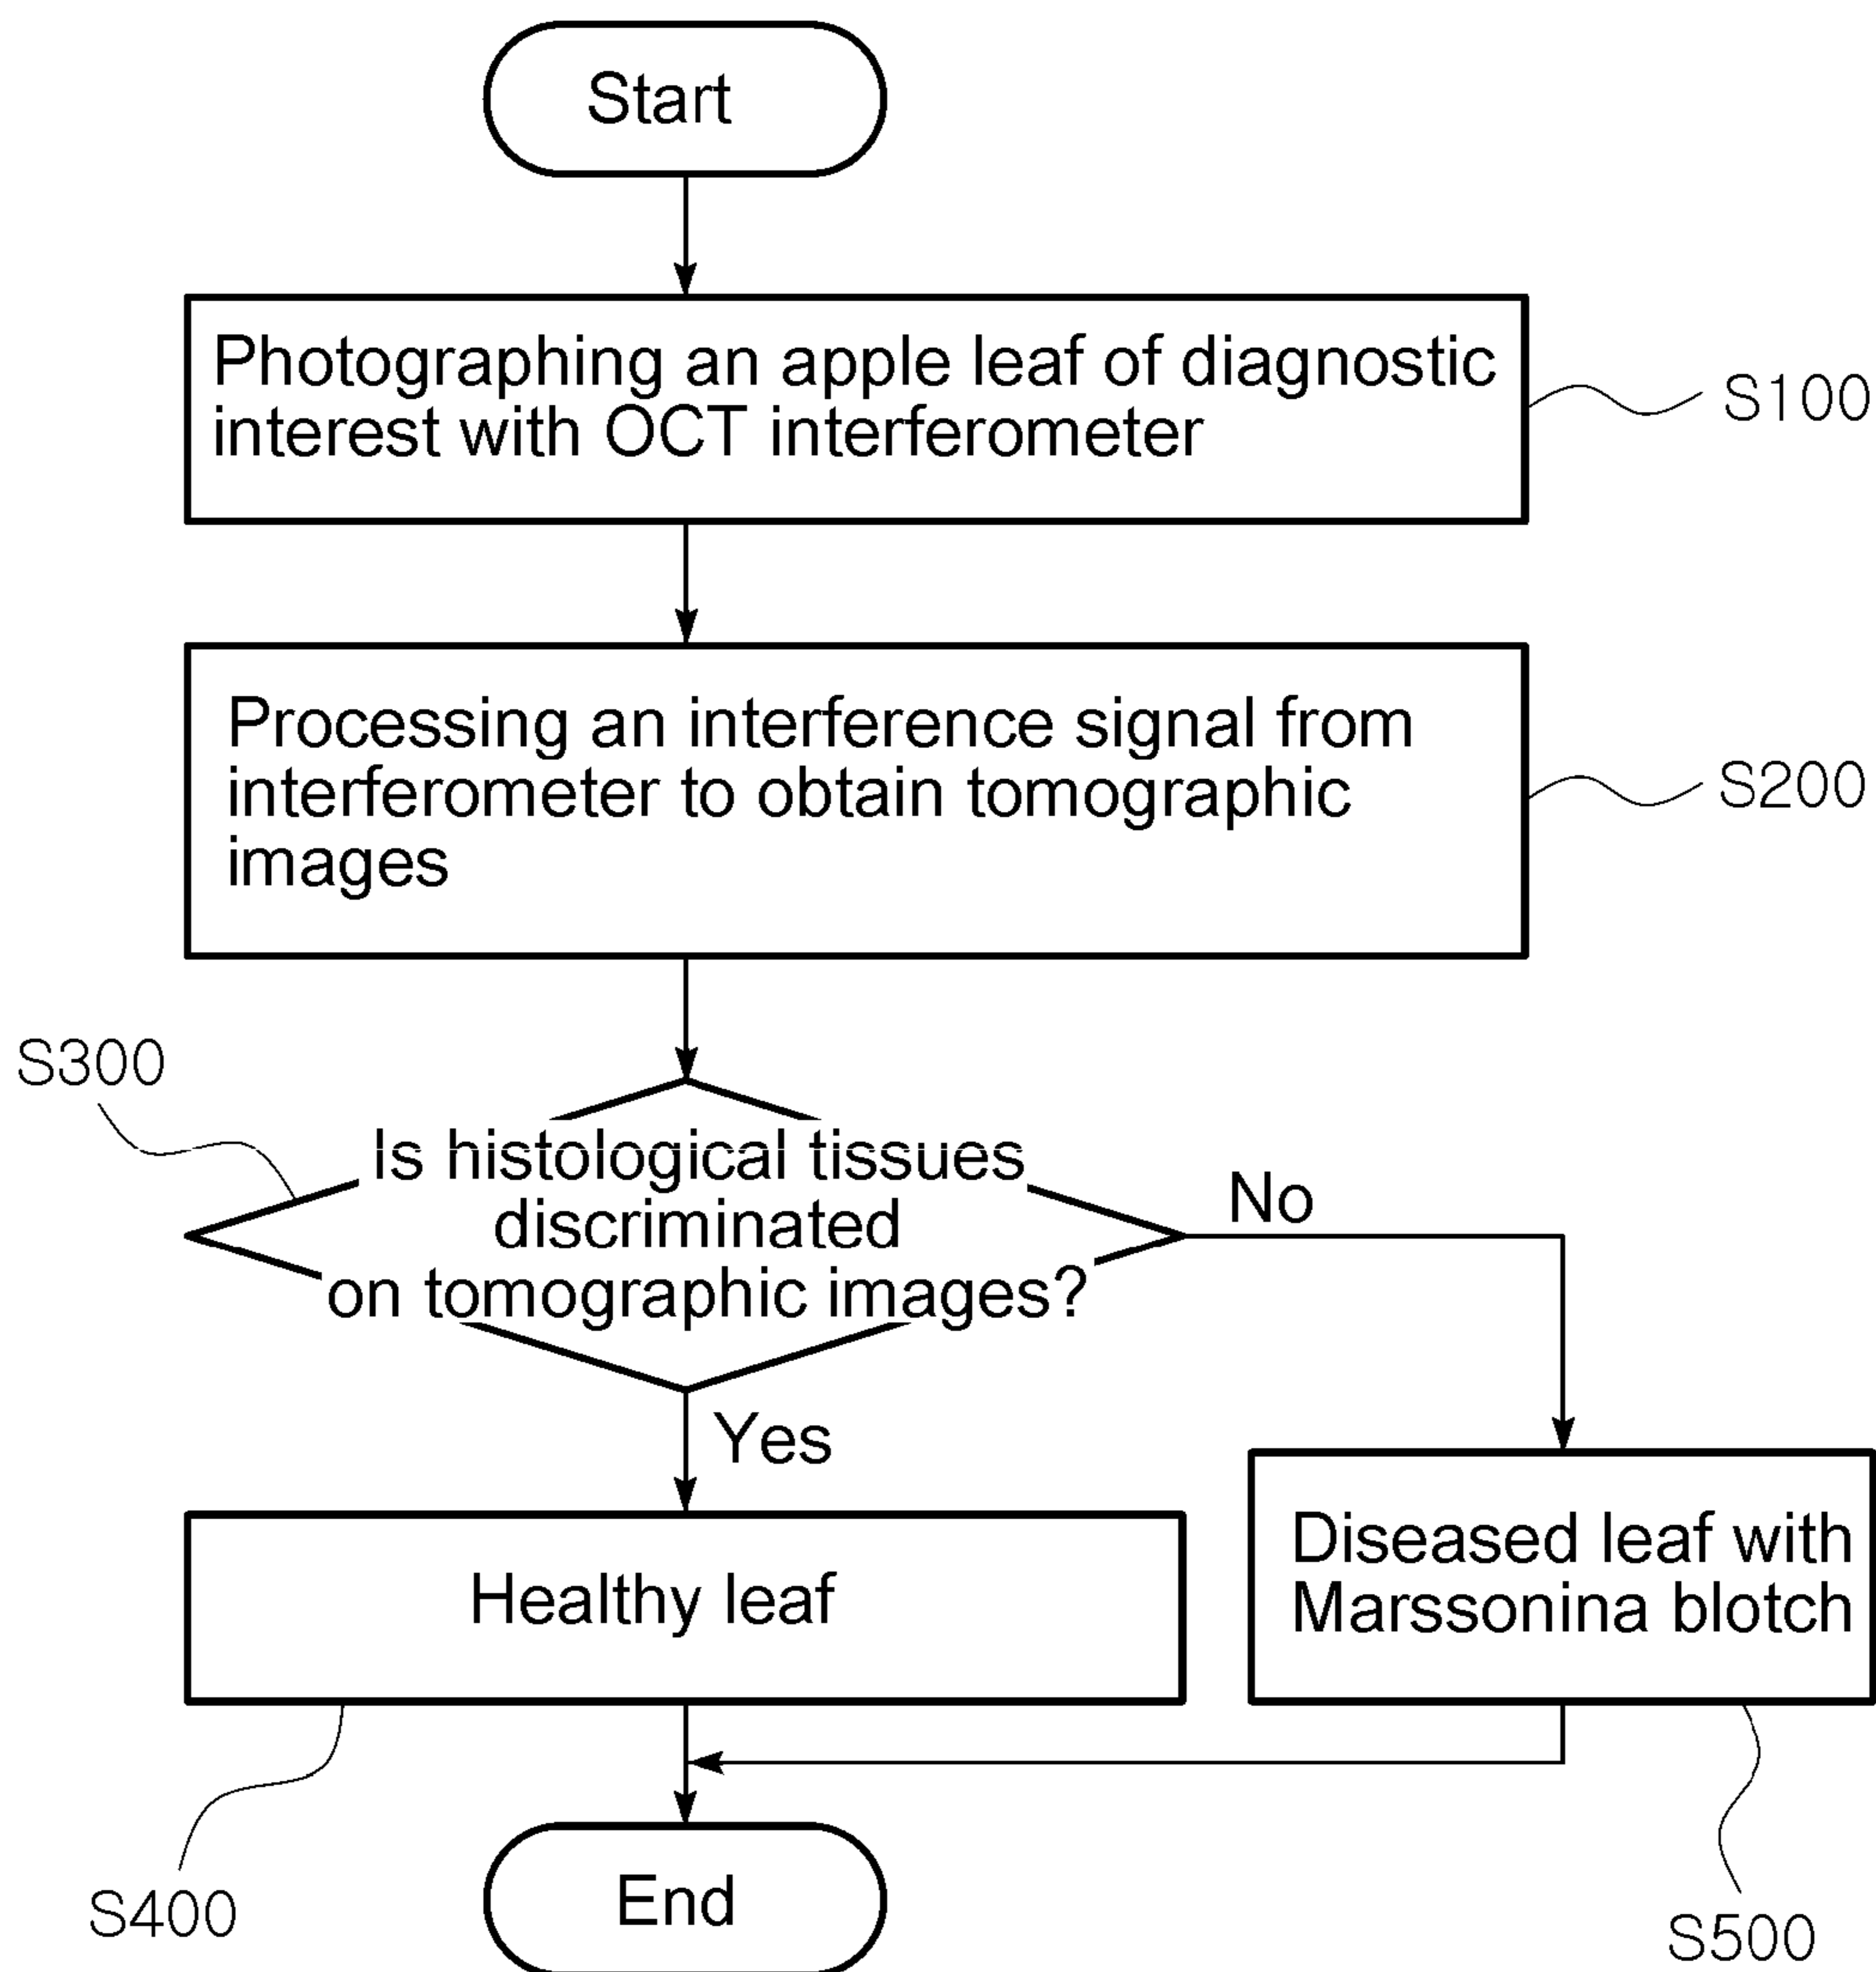 Start
Photographing an apple leaf of diagnostic
interest with OCT interferometer
S100
Processing an interference signal from
interferometer to obtain tomographic
images
S200
S300
Is histological tissues
discriminated
on tomographic images?
No
Yes
Healthy leaf
Diseased leaf with
Marssonina blotch
S400
End
S500